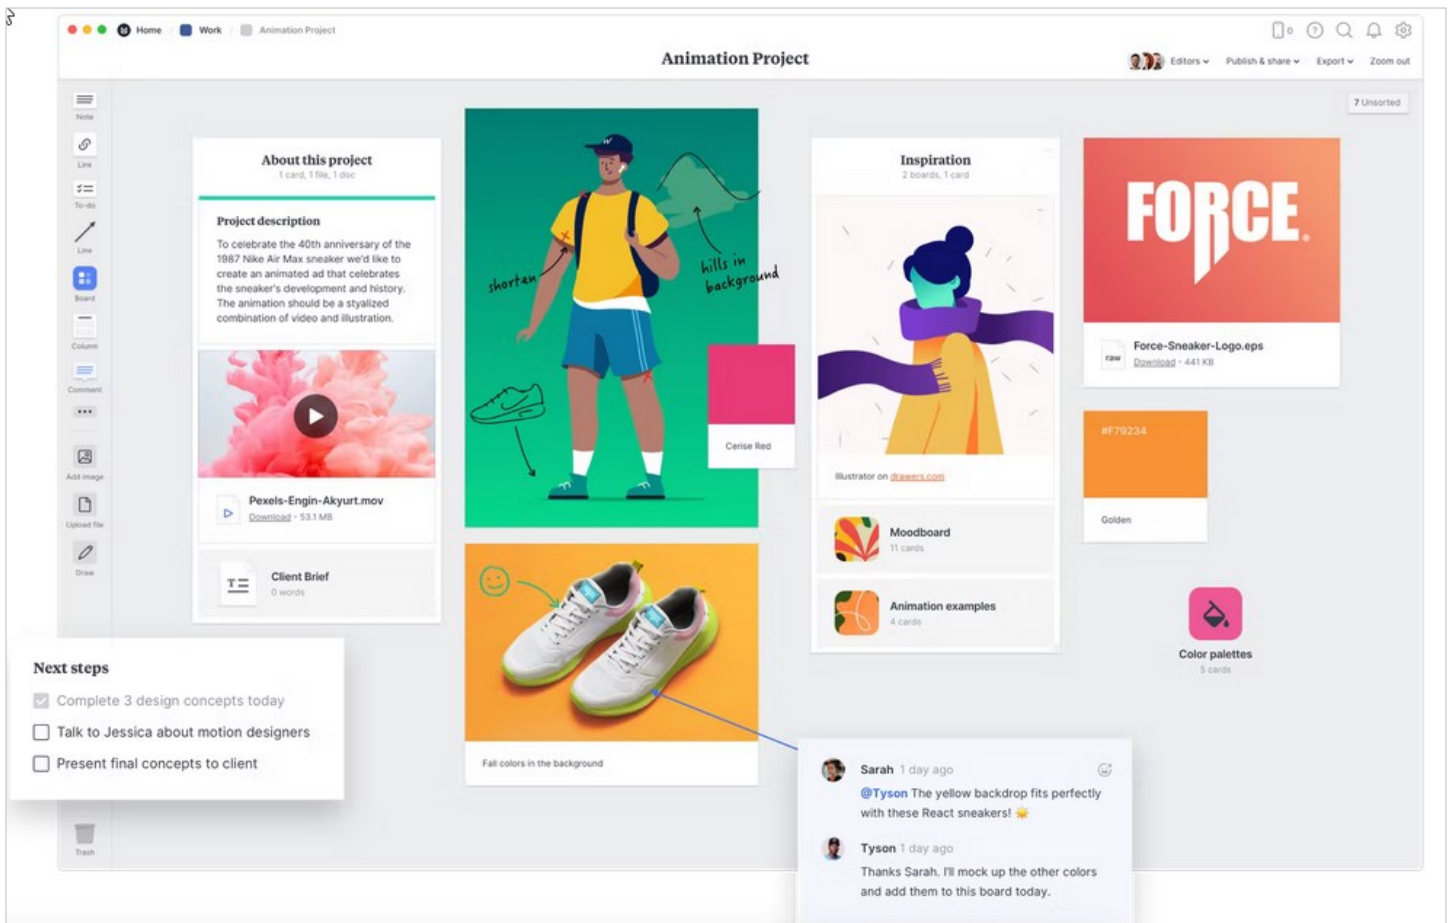 Home
Work
Animation Project
0
Animation Project
Editors
Publish & share
Export
Zoom out
7 Unsorted
Note
Link
To-do
Line
Board
Column
Comment
Add image
Upload file
Draw
Trash
About this project
1 card, 1 file, 1 doc
Project description
To celebrate the 40th anniversary of the
1987 Nike Air Max sneaker we'd like to
create an animated ad that celebrates
the sneaker's development and history.
The animation should be a styalized
combination of video and illustration.
Pexels-Engin-Akyurt.mov
Download - 53.1 MB
Client Brief
0 words
Next steps
Complete 3 design concepts today
Talk to Jessica about motion designers
Present final concepts to client
W
shorten
hills in
background
Cerise Red
Fall colors in the background
Inspiration
2 boards, 1 card
Illustrator on drawers.com
Moodboard
11 cards
Animation examples
4 cards
FORCE.
raw
Force-Sneaker-Logo.eps
Download - 441 KB
#F79234
Golden
Color palettes
5 cards
Sarah 1 day ago
@Tyson The yellow backdrop fits perfectly
with these React sneakers! ☀️
Tyson 1 day ago
Thanks Sarah. I'll mock up the other colors
and add them to this board today.